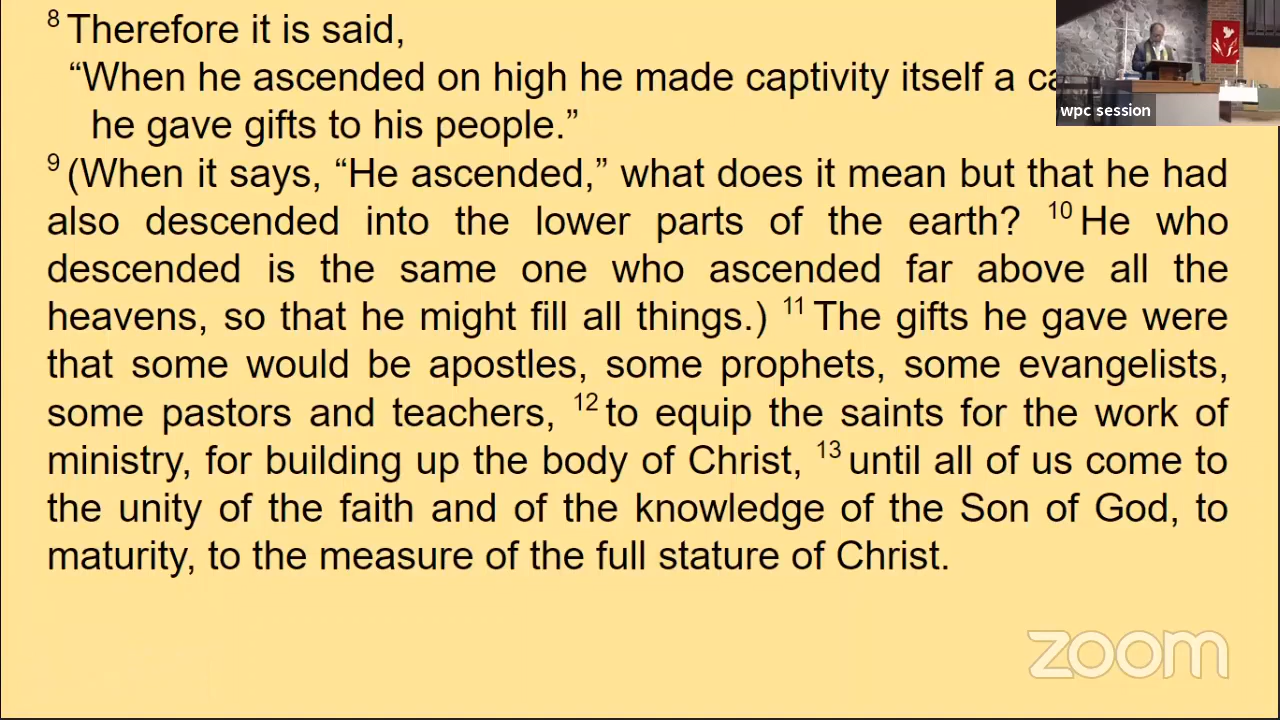 8 Therefore it is said,
“When he ascended on high he made captivity itself a
he gave gifts to his people.”
9 (When it says, “He ascended,” what does it mean but that he had
also descended into the lower parts of the earth? 10 He who
descended is the same one who ascended far above all the
heavens, so that he might fill all things.) 11 The gifts he gave were
that some would be apostles, some prophets, some evangelists,
some pastors and teachers, 12 to equip the saints for the work of
ministry, for building up the body of Christ, 13 until all of us come to
the unity of the faith and of the knowledge of the Son of God, to
maturity, to the measure of the full stature of Christ.
wpc session
zoom